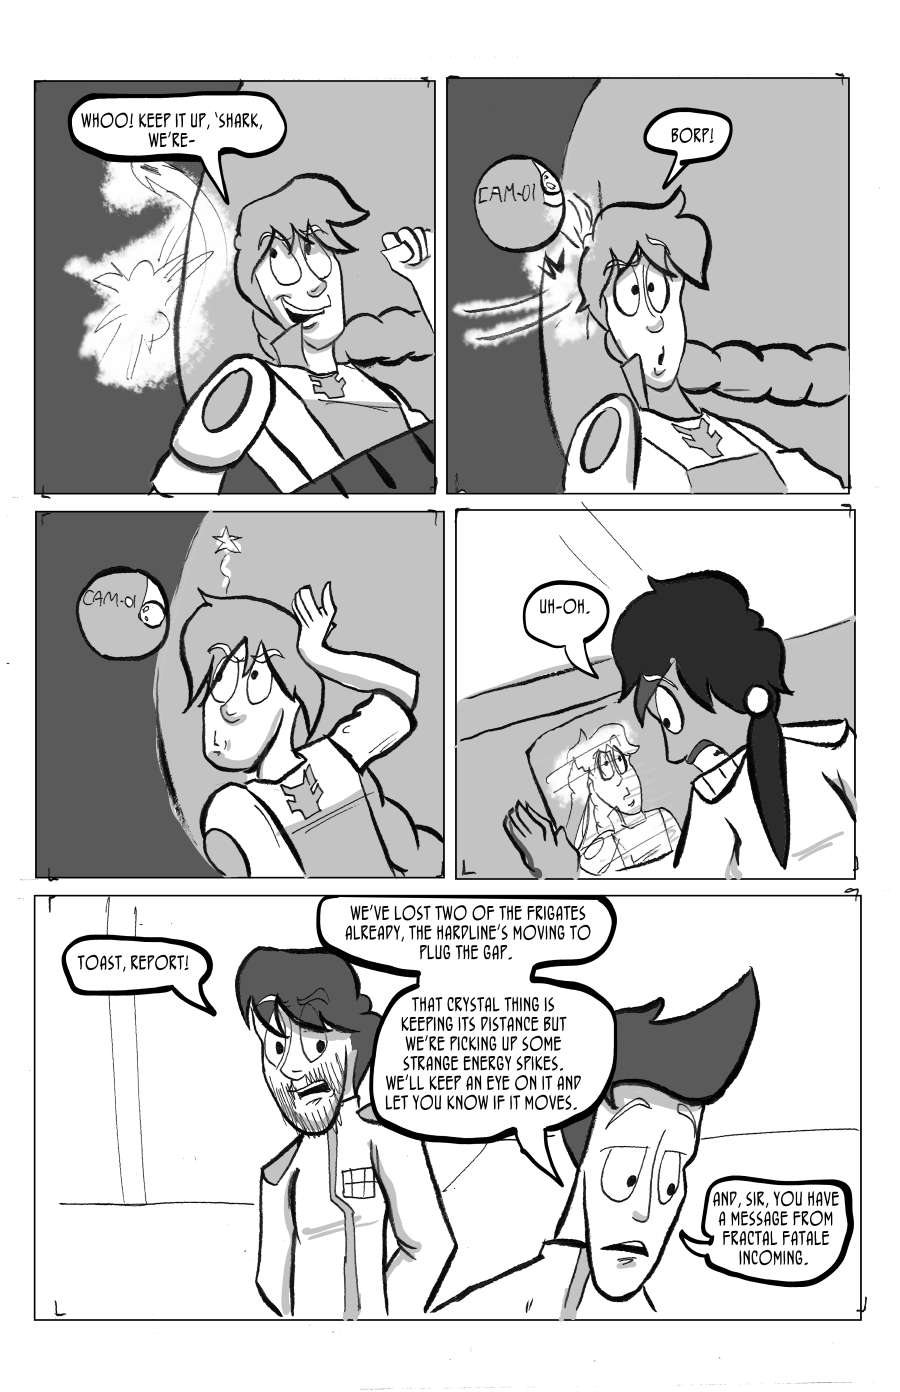 WHOO! KEEP IT UP, 'SHARK,
WE'RE-
BORP!
CAM-01
CAM-01
UH-OH.
TOAST, REPORT!
WE'VE LOST TWO OF THE FRIGATES
ALREADY, THE HARDLINE'S MOVING TO
PLUG THE GAP.
THAT CRYSTAL THING IS
KEEPING ITS DISTANCE BUT
WE'RE PICKING UP SOME
STRANGE ENERGY SPIKES.
WE'LL KEEP AN EYE ON IT AND
LET YOU KNOW IF IT MOVES.
AND, SIR, YOU HAVE
A MESSAGE FROM
FRACTAL FATALE
INCOMING.